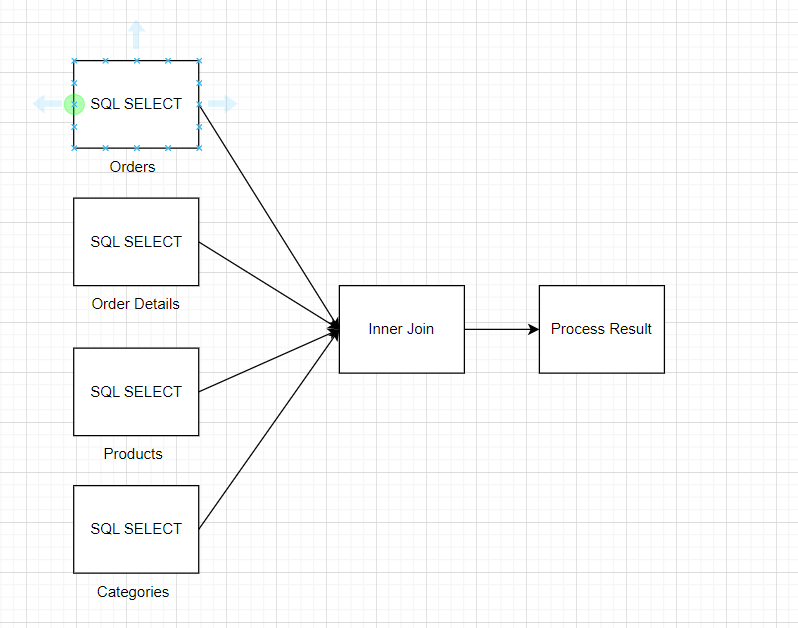 SQL SELECT
Orders
SQL SELECT
Order Details
SQL SELECT
Products
SQL SELECT
Categories
Inner Join
Process Result